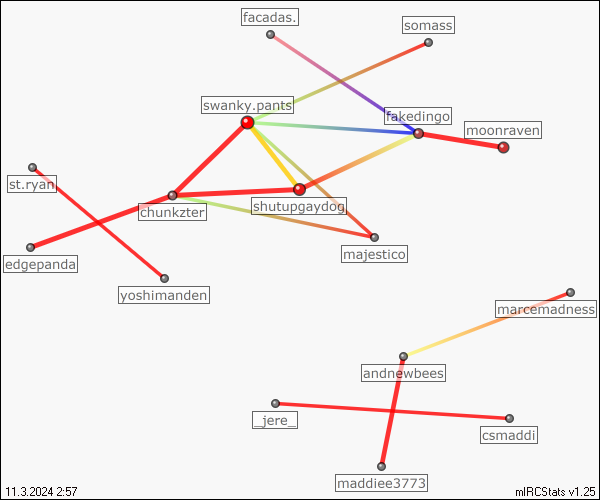 facadas.
somass
swanky.pants
fakedingo
moonraven
st.ryan
chunkzter
shutupgaydog
majestico
edgepanda
yoshimanden
marcemadness
andnewbees
_jere_
csmaddi
maddiee3773
11.3.2024 2:57
mIRCStats v1.25